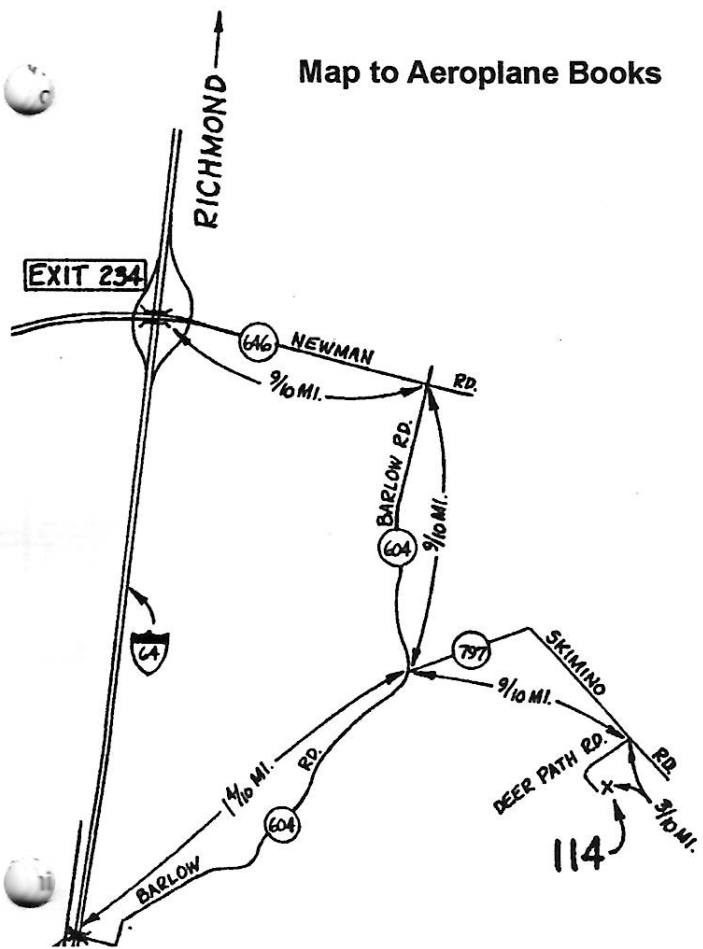 Map to Aeroplane Books
RICHMOND
EXIT 234
646
NEWMAN
RD.
9/10 MI.
BARLOW RD.
604
9/10 MI.
64
797
SKIMINO
RD.
9/10 MI.
DEER PATH RD.
3/10 MI.
114
1 4/10 MI.
RD.
604
BARLOW